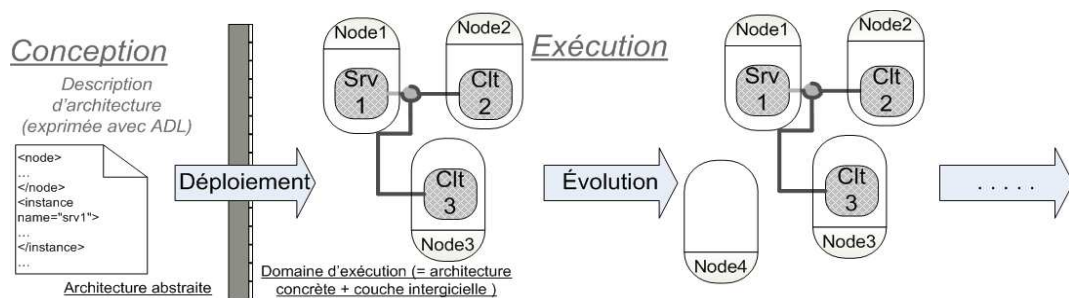 Conception
Description
d'architecture
(exprimée avec ADL)
<node>
...
</node>
<instance
name="srv1">
...
</instance>
...
Architecture abstraite
Déploiement
Node1
Node2
Srv
1
Clt
2
Clt
3
Node3
Domaine d'exécution (= architecture
concrète + couche intergicielle )
Exécution
Évolution
Node1
Node2
Srv
1
Clt
2
Clt
3
Node3
Node4
. . . . .